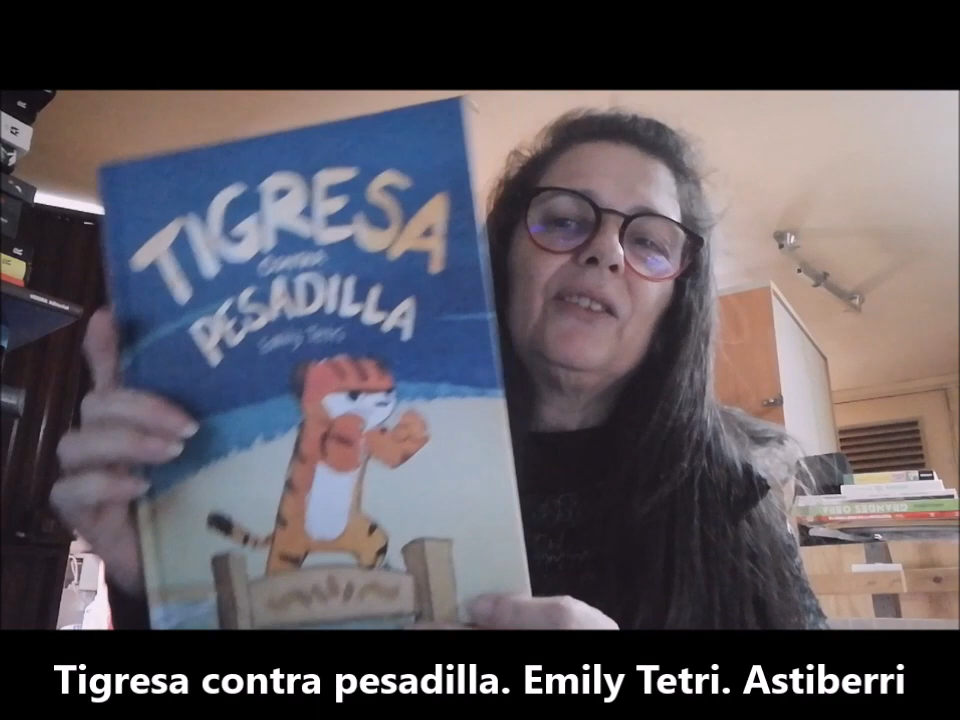 TIGRESA
CONTRA
PESADILLA
Emily Tetri
GRANDES OBRA
Tigresa contra pesadilla. Emily Tetri. Astiberri